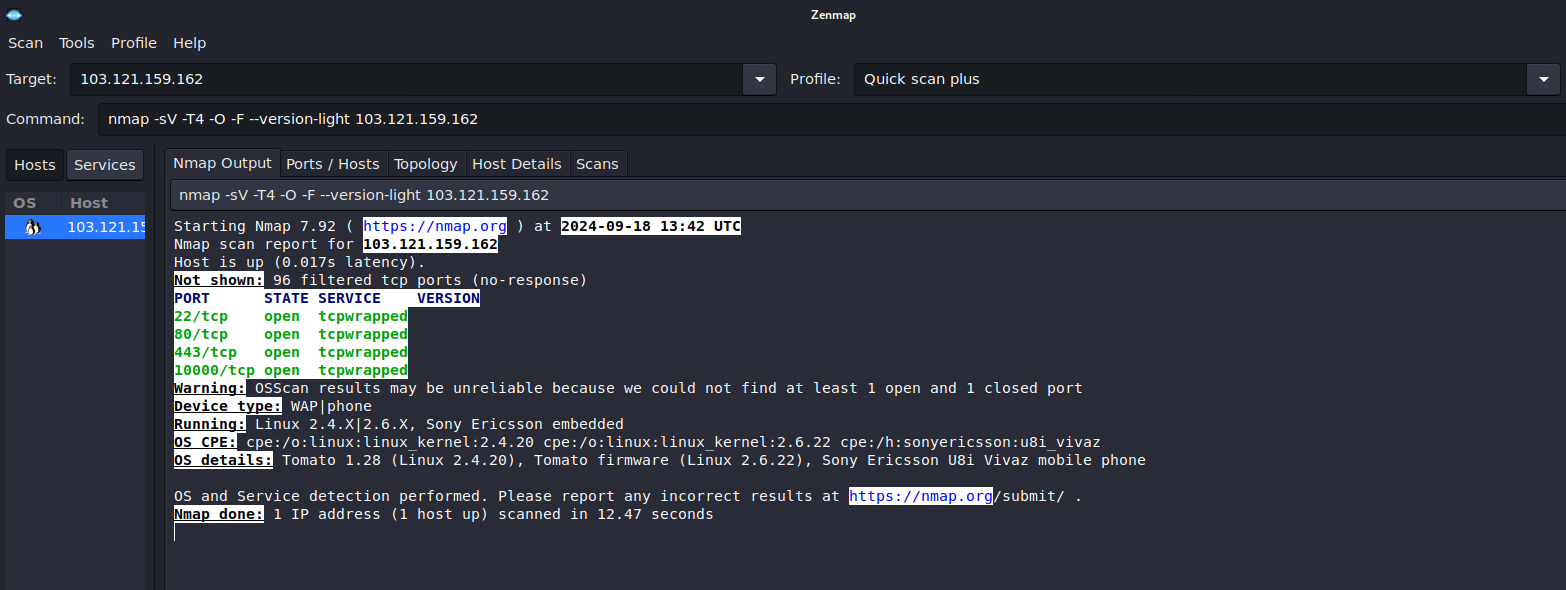 Zenmap
Scan Tools Profile Help
Target: 103.121.159.162 Profile: Quick scan plus
Command: nmap -sV -T4 -O -F --version-light 103.121.159.162
Hosts Services
Nmap Output Ports / Hosts Topology Host Details Scans
nmap -sV -T4 -O -F --version-light 103.121.159.162
OS Host
103.121.15
Starting Nmap 7.92 ( https://nmap.org ) at 2024-09-18 13:42 UTC
Nmap scan report for 103.121.159.162
Host is up (0.017s latency).
Not shown: 96 filtered tcp ports (no-response)
PORT STATE SERVICE VERSION
22/tcp open tcpwrapped
80/tcp open tcpwrapped
443/tcp open tcpwrapped
10000/tcp open tcpwrapped
Warning: OSScan results may be unreliable because we could not find at least 1 open and 1 closed port
Device type: WAP|phone
Running: Linux 2.4.X|2.6.X, Sony Ericsson embedded
OS CPE: cpe:/o:linux:linux_kernel:2.4.20 cpe:/o:linux:linux_kernel:2.6.22 cpe:/h:sonyericsson:u8i_vivaz
OS details: Tomato 1.28 (Linux 2.4.20), Tomato firmware (Linux 2.6.22), Sony Ericsson U8i Vivaz mobile phone
OS and Service detection performed. Please report any incorrect results at https://nmap.org/submit/ .
Nmap done: 1 IP address (1 host up) scanned in 12.47 seconds